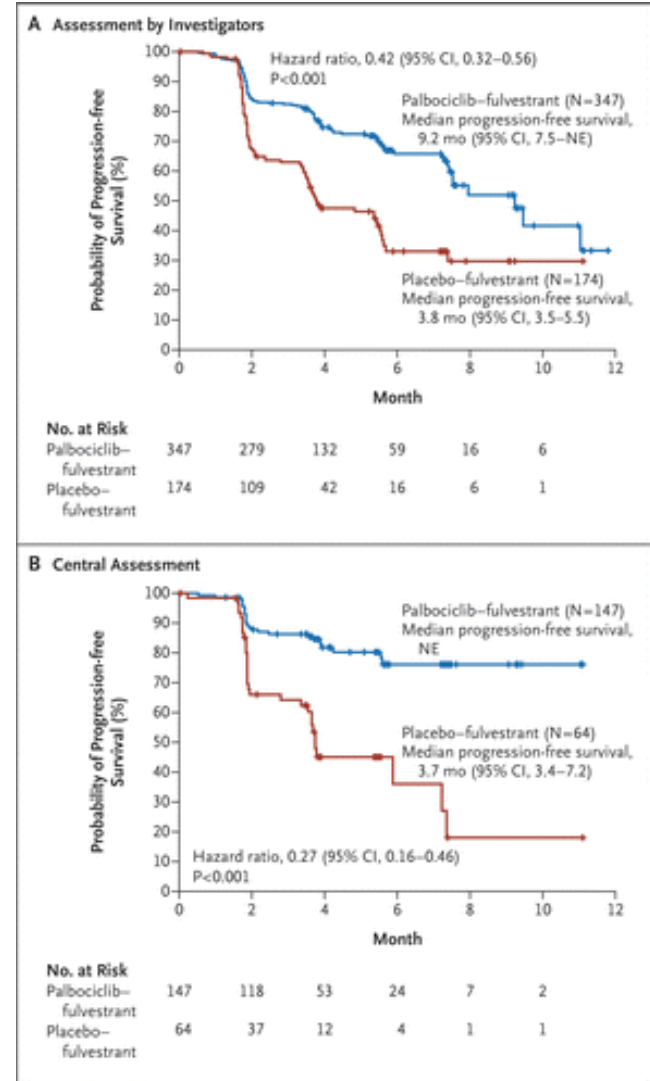 A Assessment by Investigators
Probability of Progression-free
Survival (%)
100
90
80
70
60
50
40
30
20
10
0
Hazard ratio, 0.42 (95% CI, 0.32–0.56)
P<0.001
Palbociclib–fulvestrant (N=347)
Median progression-free survival,
9.2 mo (95% CI, 7.5–NE)
Placebo–fulvestrant (N=174)
Median progression-free survival,
3.8 mo (95% CI, 3.5–5.5)
0 2 4 6 8 10 12
Month
No. at Risk
Palbociclib–
fulvestrant
347 279 132 59 16 6
Placebo–
fulvestrant
174 109 42 16 6 1
B Central Assessment
Probability of Progression-free
Survival (%)
100
90
80
70
60
50
40
30
20
10
0
Palbociclib–fulvestrant (N=147)
Median progression-free survival,
NE
Placebo–fulvestrant (N=64)
Median progression-free survival,
3.7 mo (95% CI, 3.4–7.2)
Hazard ratio, 0.27 (95% CI, 0.16–0.46)
P<0.001
0 2 4 6 8 10 12
Month
No. at Risk
Palbociclib–
fulvestrant
147 118 53 24 7 2
Placebo–
fulvestrant
64 37 12 4 1 1